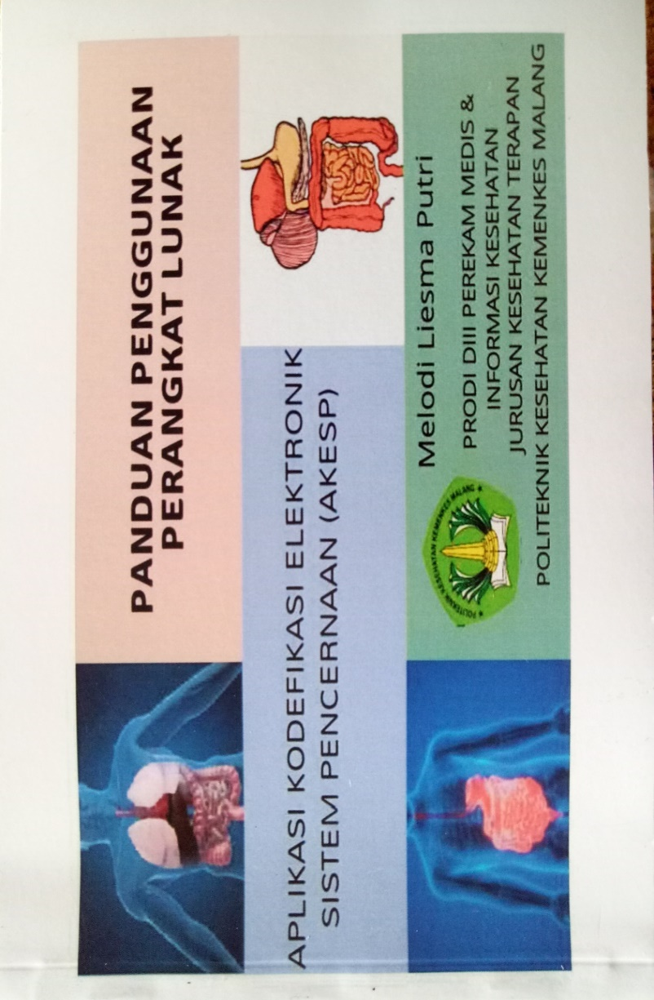 PANDUAN PENGGUNAAN
PERANGKAT LUNAK
APLIKASI KODEFIKASI ELEKTRONIK
SISTEM PENCERNAAN (AKESP)
Melodi Liesma Putri
PRODI DIII PEREKAM MEDIS &
INFORMASI KESEHATAN
JURUSAN KESEHATAN TERAPAN
POLITEKNIK KESEHATAN KEMENKES MALANG
POLITEKNIK KESEHATAN KEMENKES MALANG